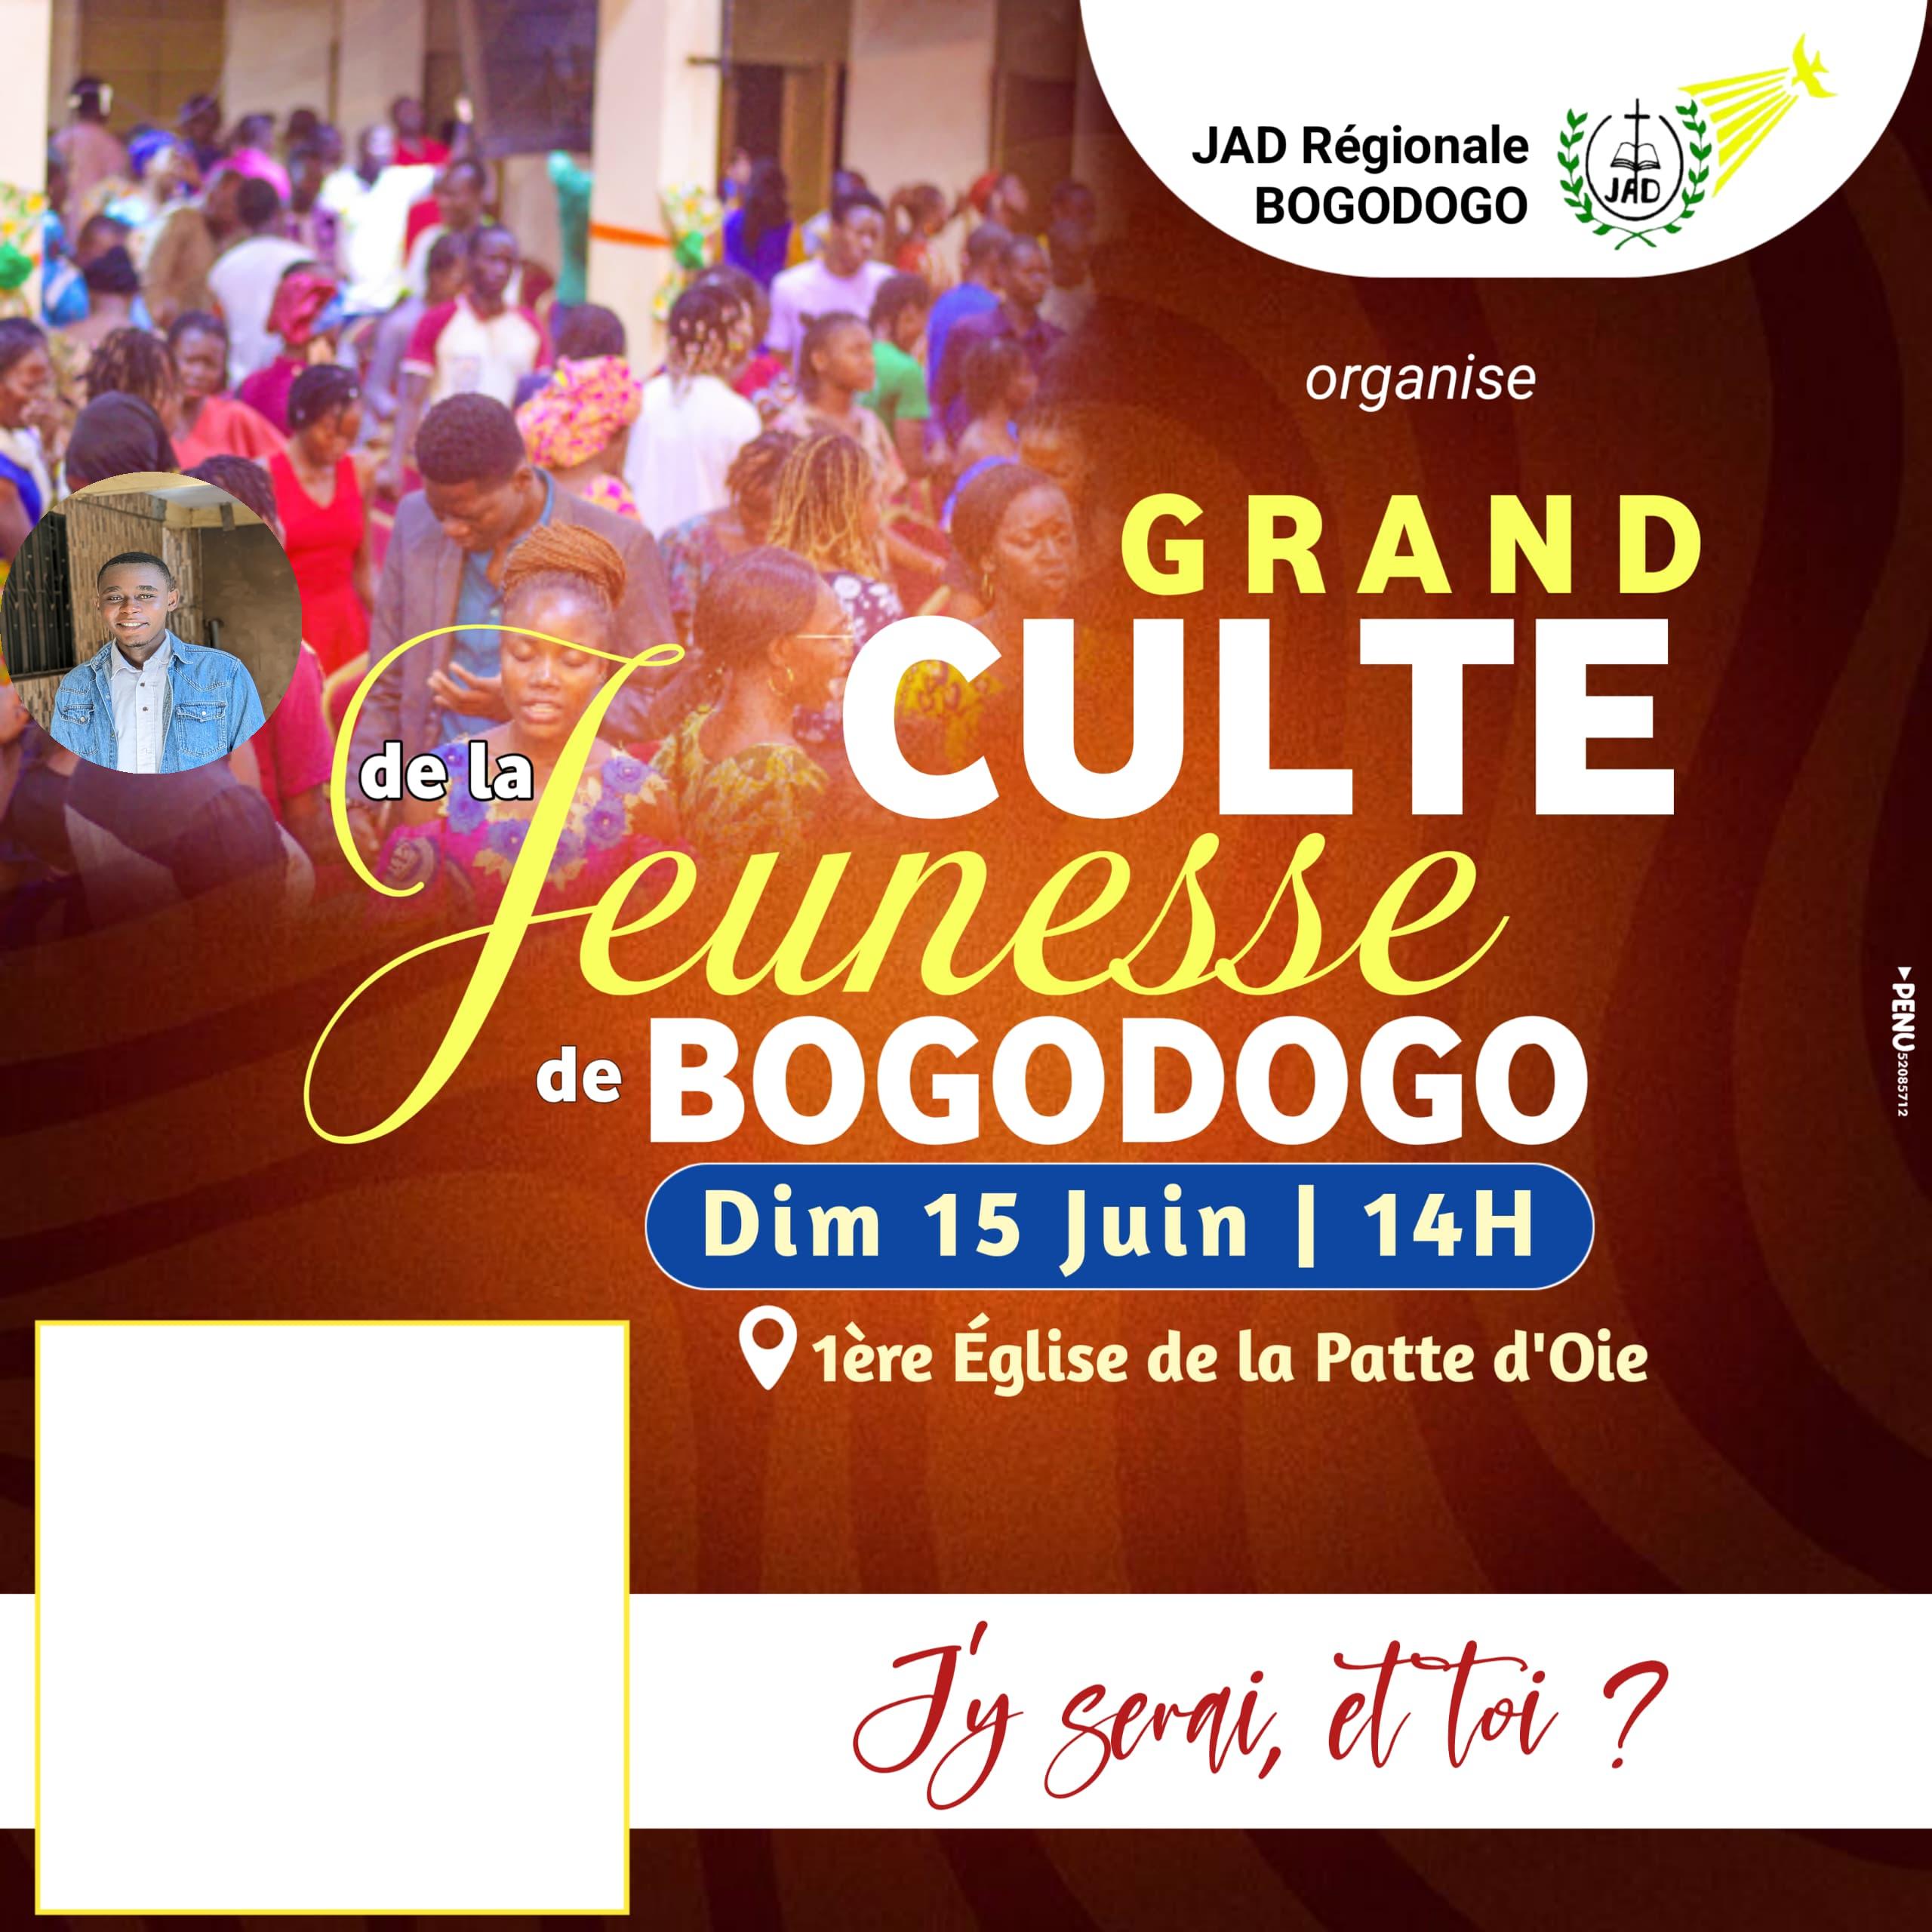 JAD Régionale
BOGODOGO
JAD
organise
GRAND
CULTE
de la
Jeunesse
de BOGODOGO
Dim 15 Juin | 14H
1ère Église de la Patte d'Oie
PENU 52085712
J'y serai, et toi ?